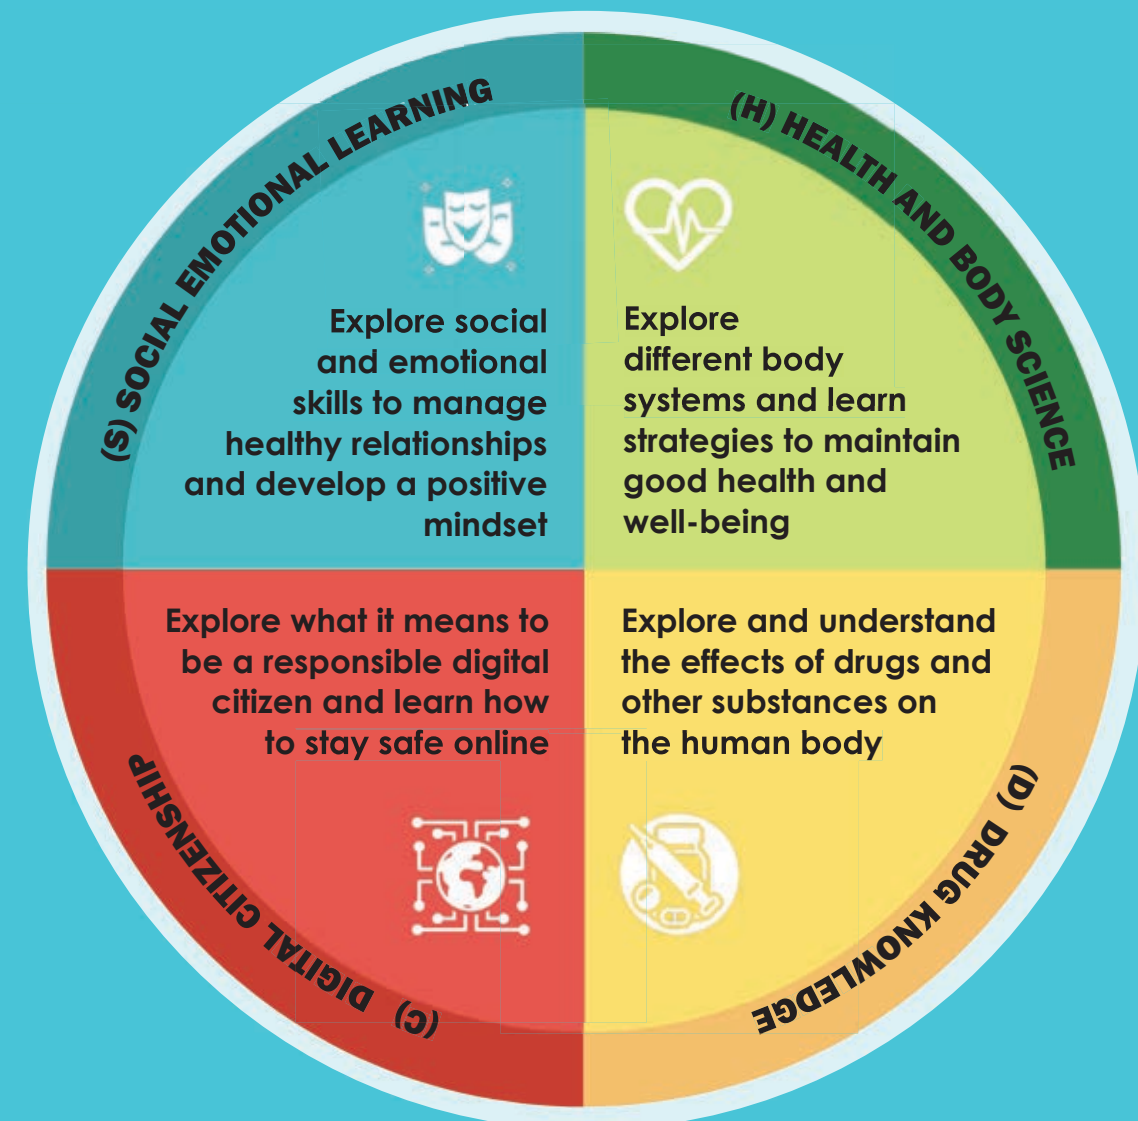 (S) SOCIAL EMOTIONAL LEARNING
Explore social
and emotional
skills to manage
healthy relationships
and develop a positive
mindset
(H) HEALTH AND BODY SCIENCE
Explore
different body
systems and learn
strategies to maintain
good health and
well-being
Explore what it means to
be a responsible digital
citizen and learn how
to stay safe online
(C) DIGITAL CITIZENSHIP
Explore and understand
the effects of drugs and
other substances on
the human body
(D) DRUG KNOWLEDGE